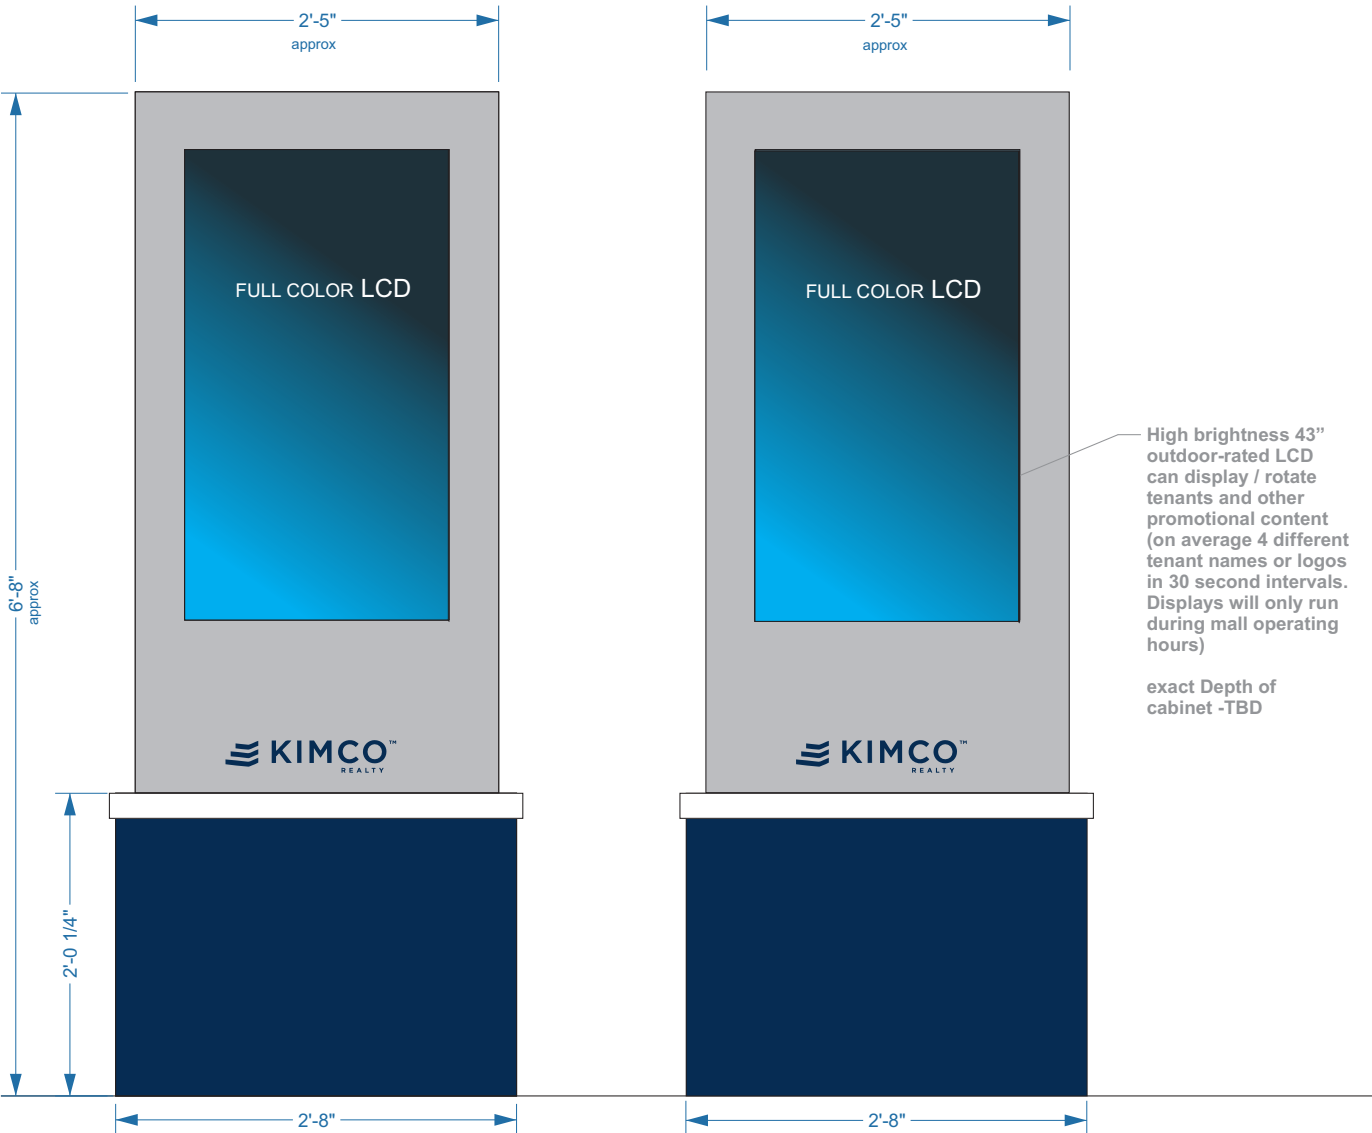 2'-5"
approx
2'-5"
approx
FULL COLOR LCD
FULL COLOR LCD
High brightness 43”
outdoor-rated LCD
can display / rotate
tenants and other
promotional content
(on average 4 different
tenant names or logos
in 30 second intervals.
Displays will only run
during mall operating
hours)
exact Depth of
cabinet -TBD
6'-8"
approx
KIMCO™
REALTY
KIMCO™
REALTY
2'-0 1/4"
2'-8"
2'-8"